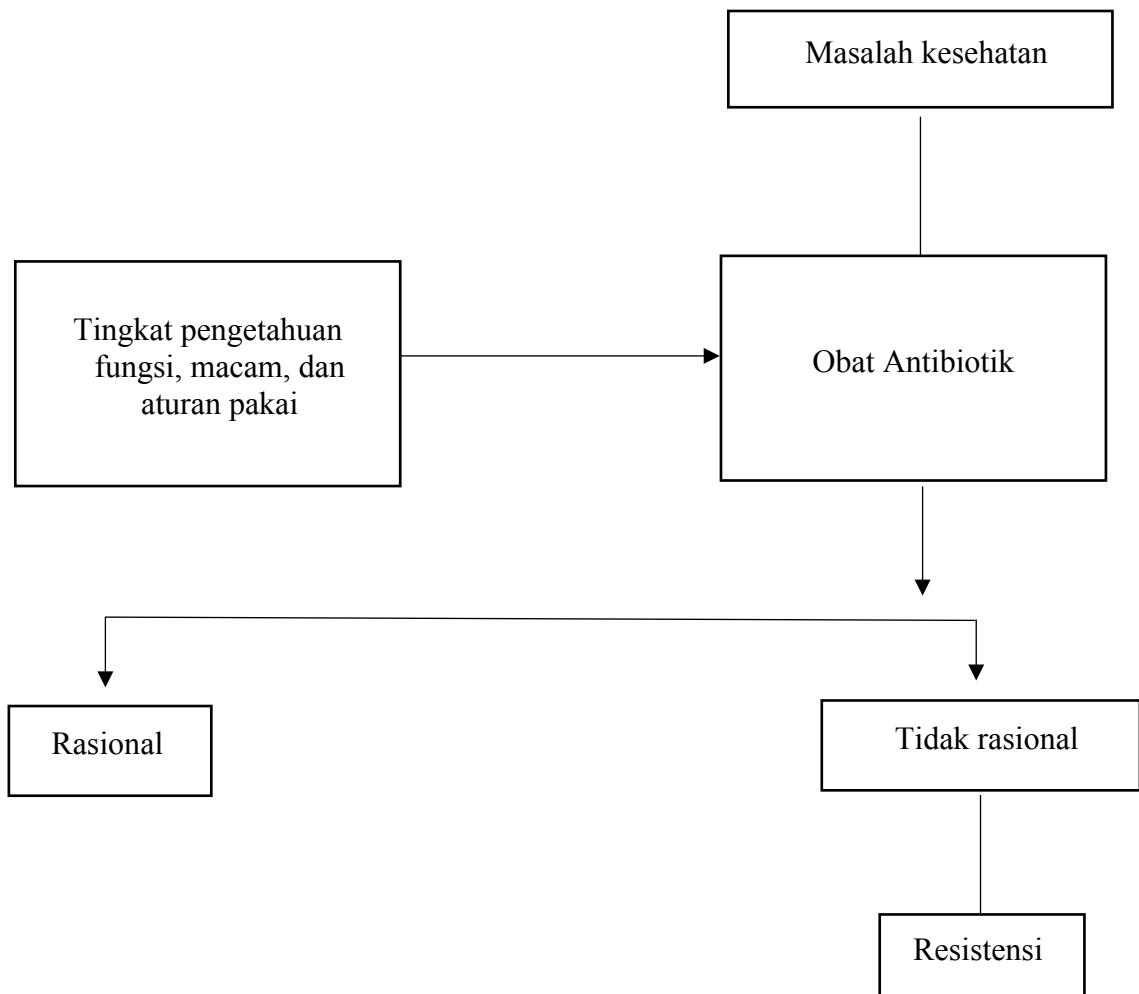 Masalah kesehatan
Tingkat pengetahuan
fungsi, macam, dan
aturan pakai
Obat Antibiotik
Rasional
Tidak rasional
Resistensi